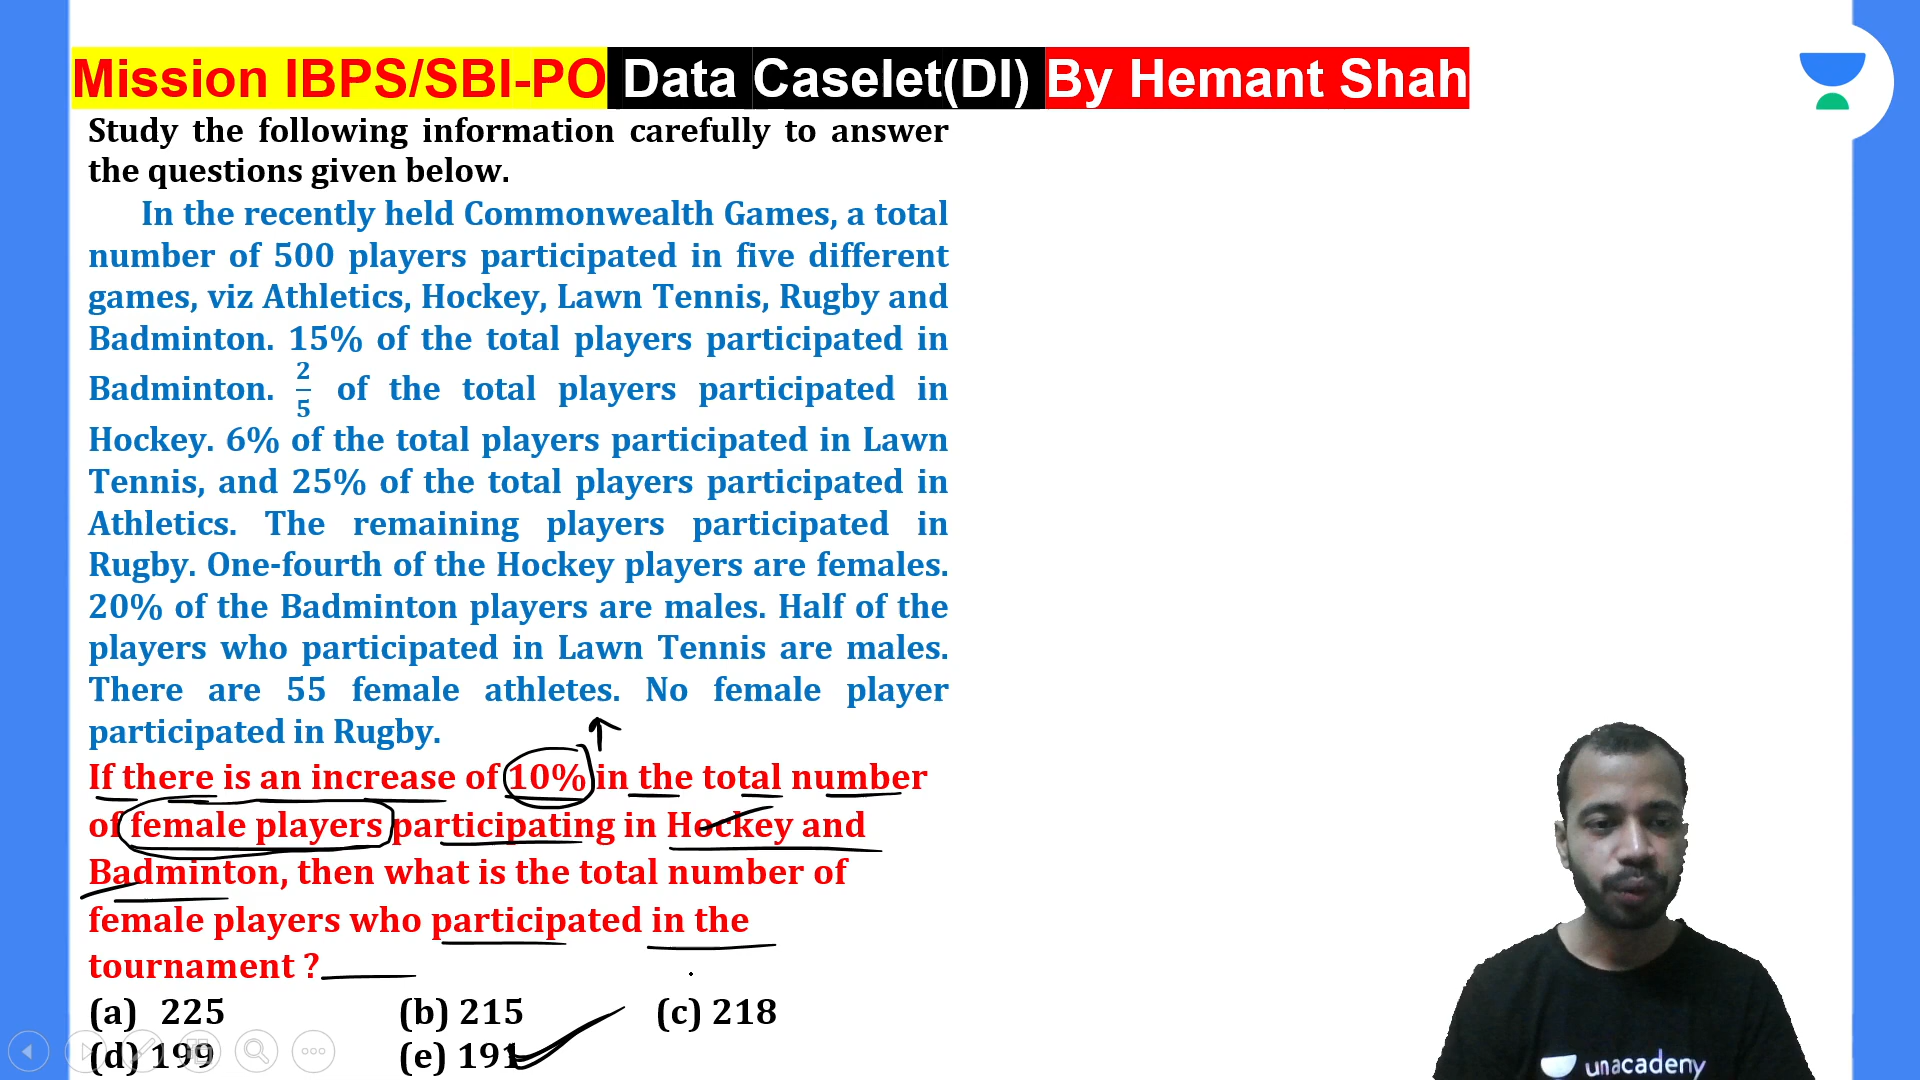 Mission IBPS/SBI-PO Data Caselet(DI) By Hemant Shah
Study the following information carefully to answer
the questions given below.
In the recently held Commonwealth Games, a total
number of 500 players participated in five different
games, viz Athletics, Hockey, Lawn Tennis, Rugby and
Badminton. 15% of the total players participated in
Badminton. 2/5 of the total players participated in
Hockey. 6% of the total players participated in Lawn
Tennis, and 25% of the total players participated in
Athletics. The remaining players participated in
Rugby. One-fourth of the Hockey players are females.
20% of the Badminton players are males. Half of the
players who participated in Lawn Tennis are males.
There are 55 female athletes. No female player
participated in Rugby.
If there is an increase of 10% in the total number
of female players participating in Hockey and
Badminton, then what is the total number of
female players who participated in the
tournament ?
(a) 225 (b) 215 (c) 218
(d) 199 (e) 191
unacademy